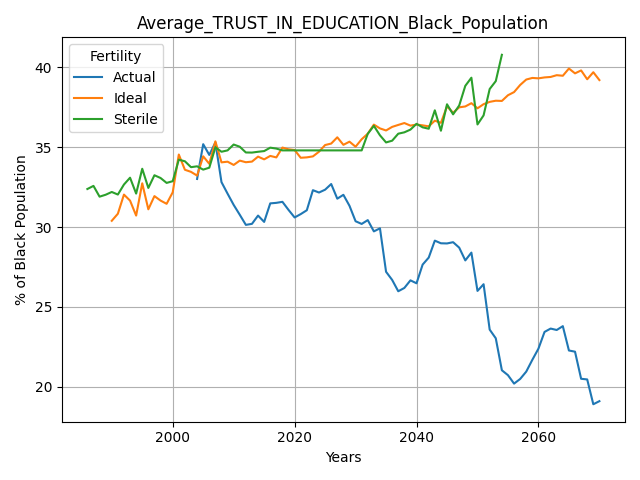 Average_TRUST_IN_EDUCATION_Black_Population
Fertility
Actual
Ideal
Sterile
% of Black Population
40
35
30
25
20
2000
2020
2040
2060
Years